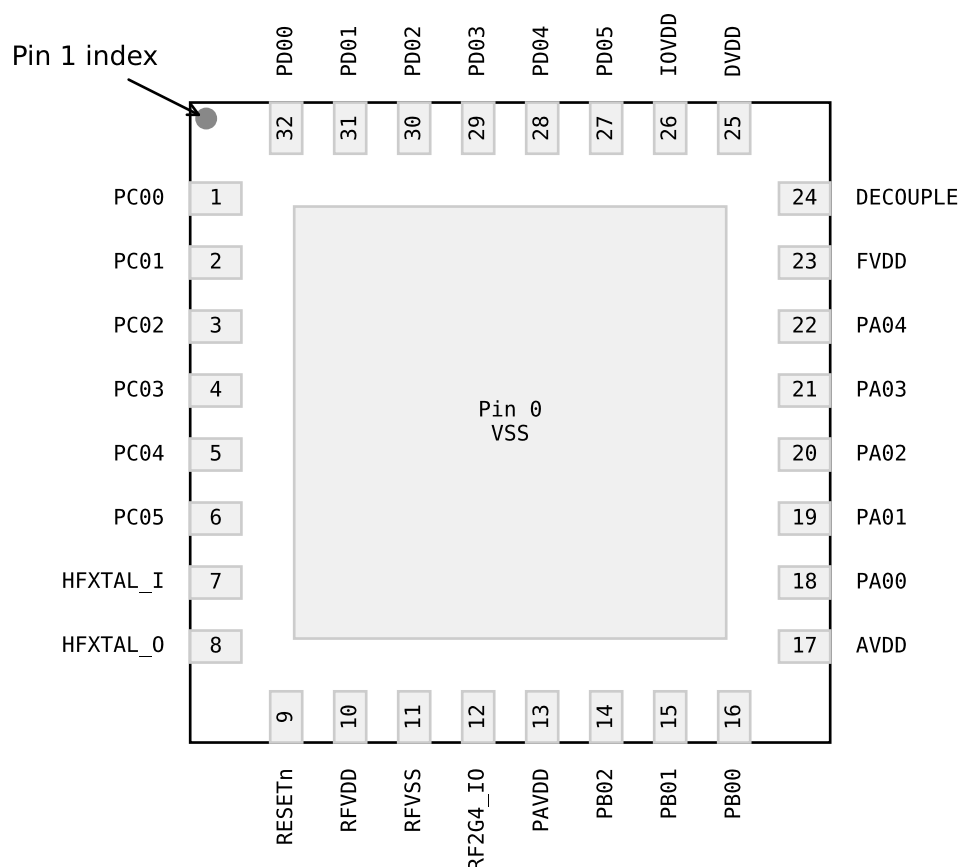 Pin 1 index
PD00
PD01
PD02
PD03
PD04
PD05
IOVDD
DVDD
32
31
30
29
28
27
26
25
PC00 1
24 DECOUPLE
PC01 2
23 FVDD
PC02 3
22 PA04
PC03 4
21 PA03
Pin 0
VSS
PC04 5
20 PA02
PC05 6
19 PA01
HFXTAL_I 7
18 PA00
HFXTAL_O 8
17 AVDD
9
10
11
12
13
14
15
16
RESETn
RFVDD
RFVSS
RF2G4_IO
PAVDD
PB02
PB01
PB00